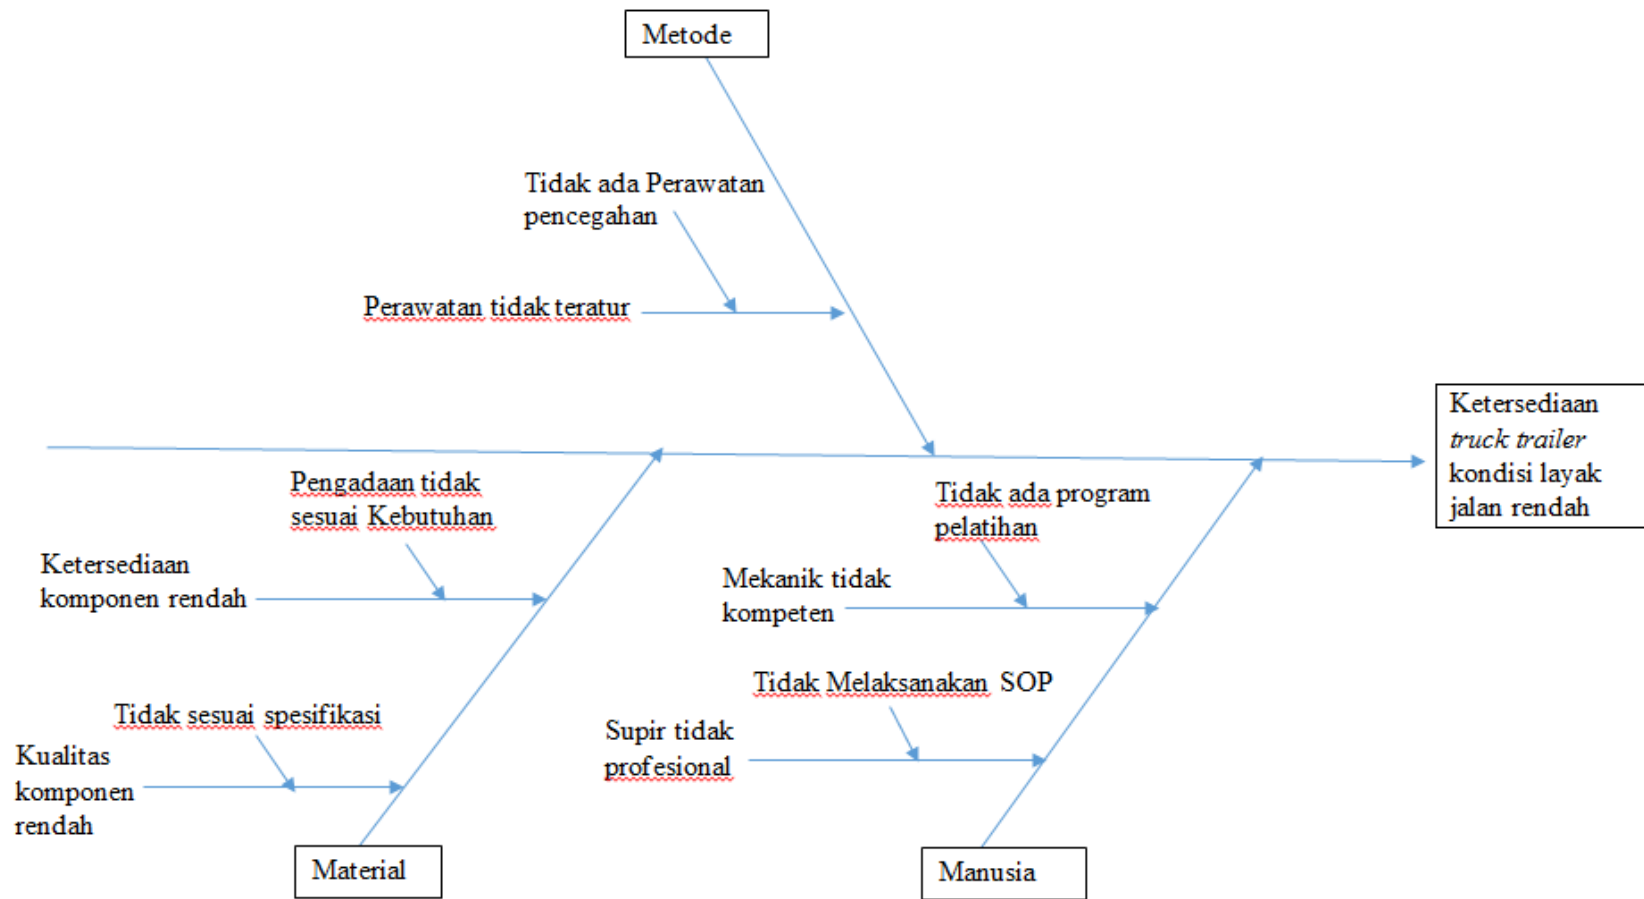 Metode
Tidak ada Perawatan
pencegahan
Perawatan tidak teratur
Ketersediaan
truck trailer
kondisi layak
jalan rendah
Pengadaan tidak
sesuai Kebutuhan
Ketersediaan
komponen rendah
Tidak ada program
pelatihan
Mekanik tidak
kompeten
Tidak Melaksanakan SOP
Supir tidak
profesional
Tidak sesuai spesifikasi
Kualitas
komponen
rendah
Material
Manusia